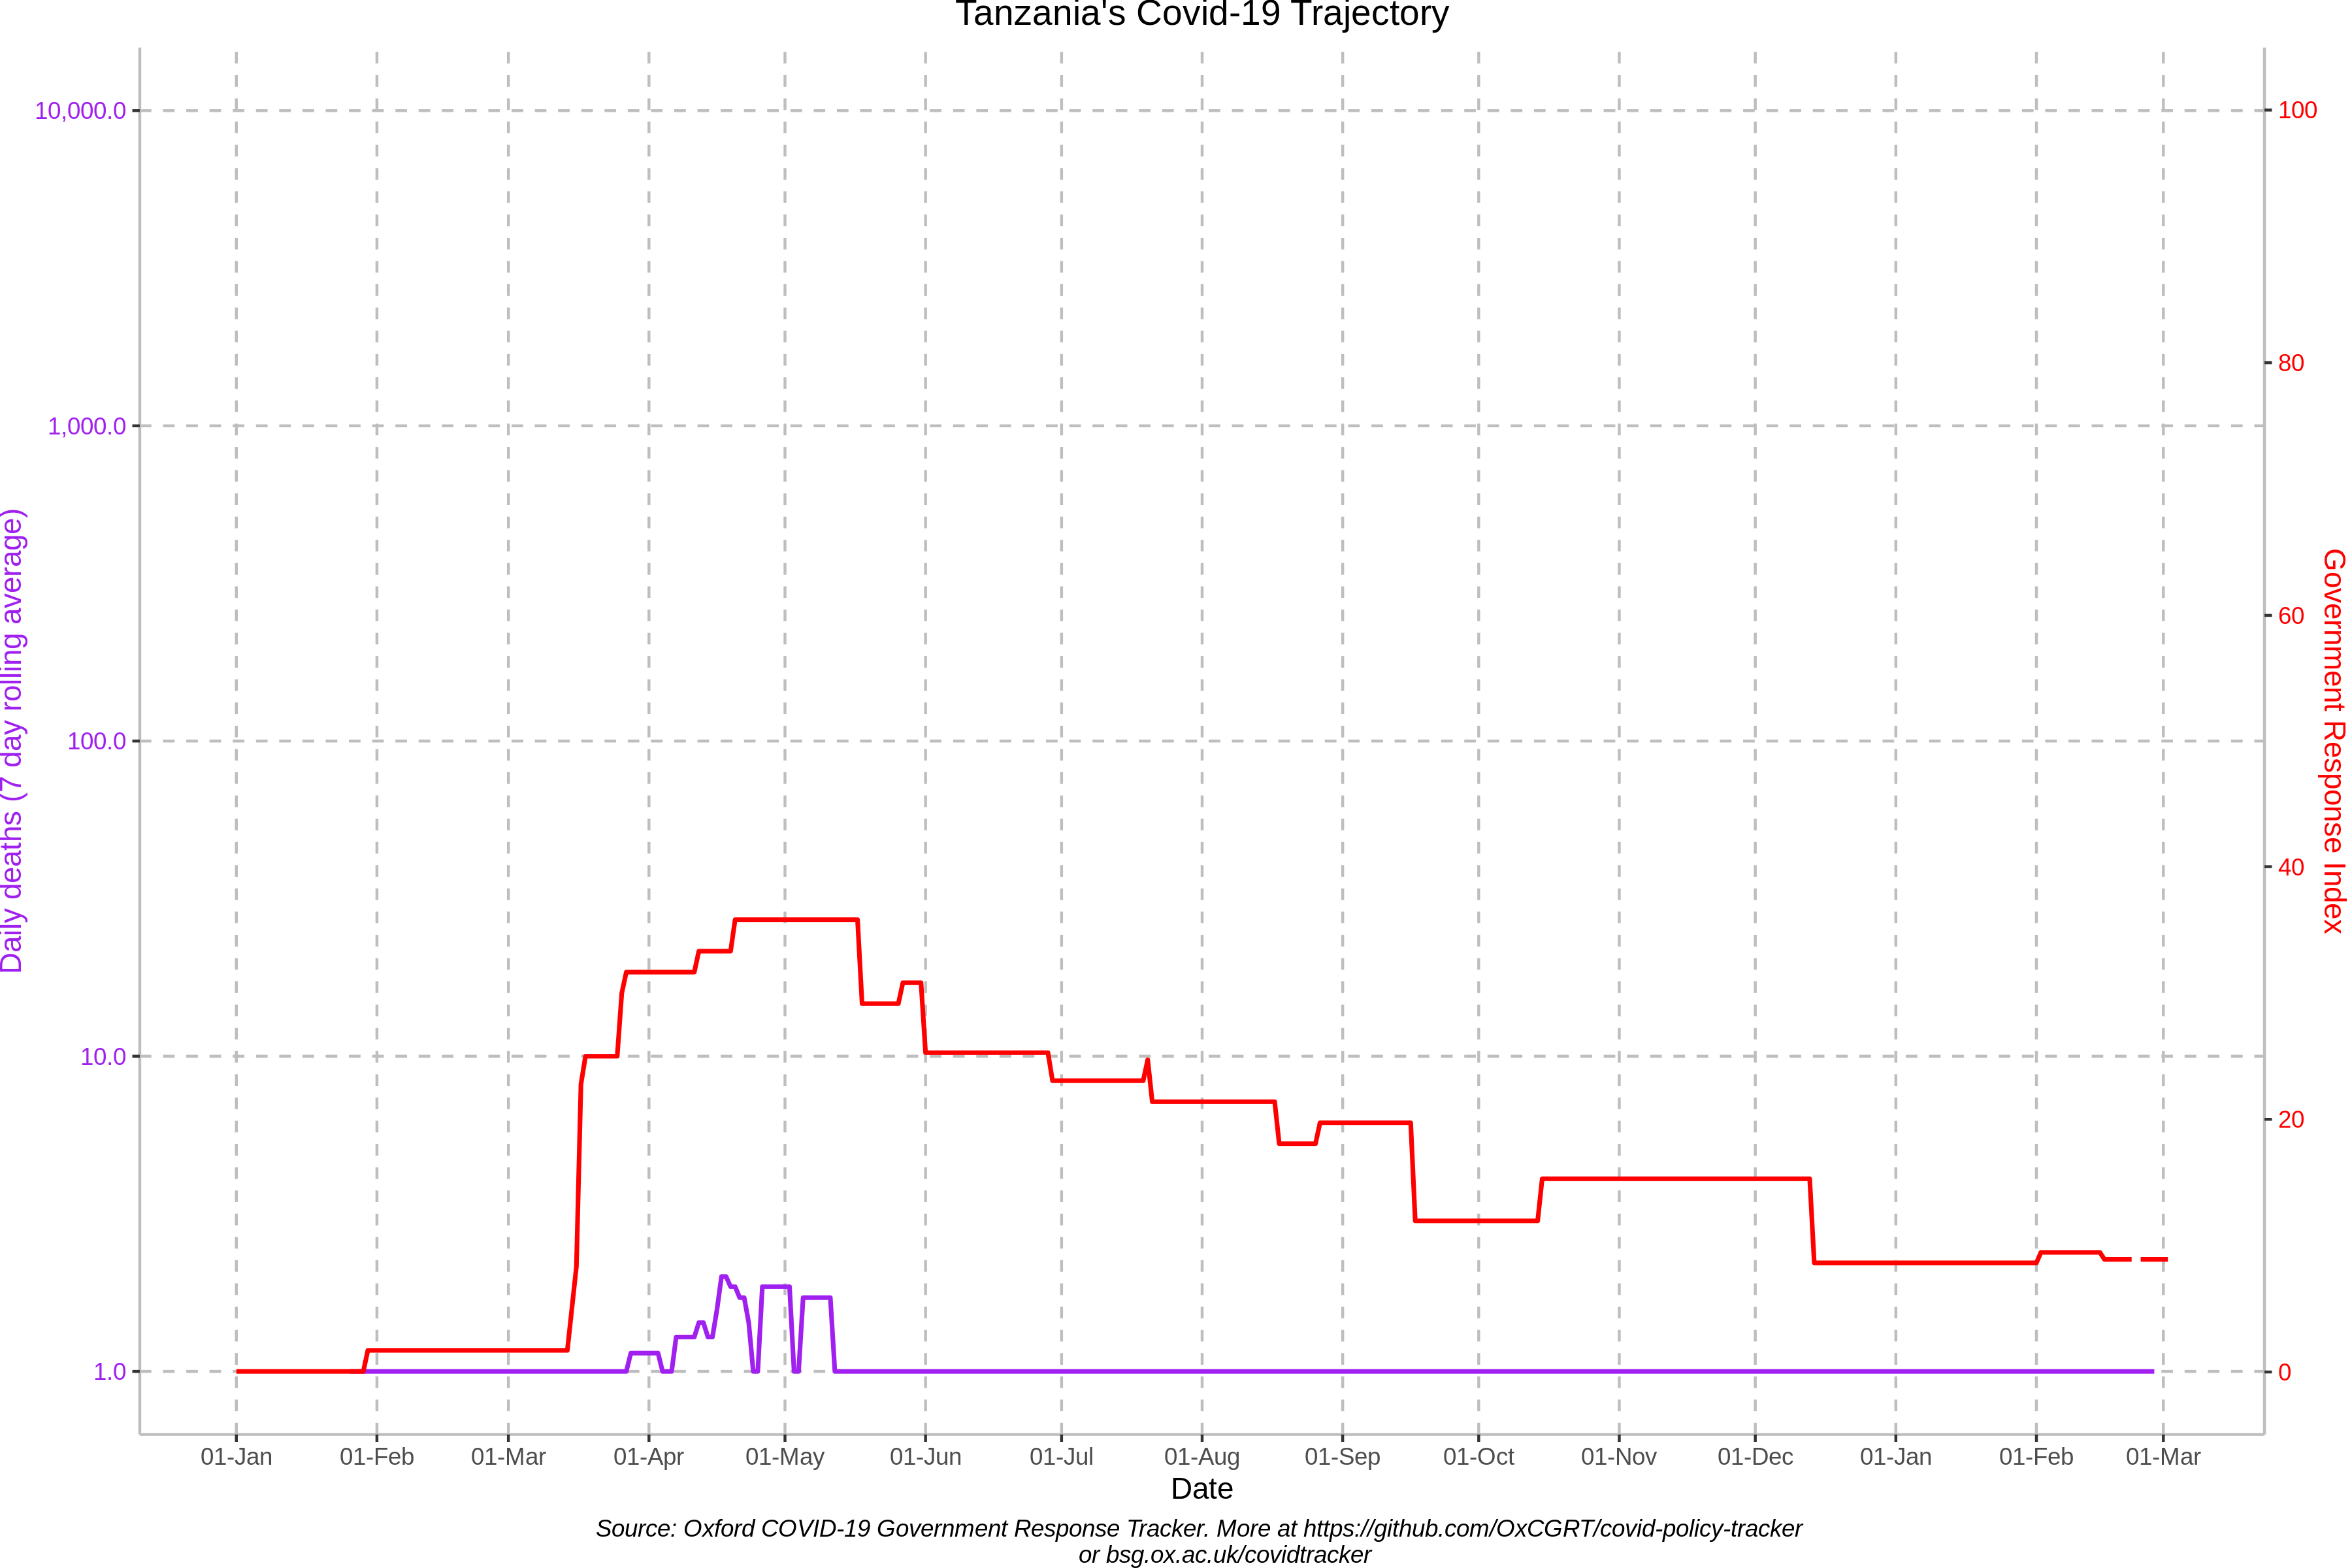 Tanzania's Covid-19 Trajectory
Daily deaths (7 day rolling average)
10,000.0
1,000.0
100.0
10.0
1.0
100
80
60
40
20
0
Government Response Index
01-Jan 01-Feb 01-Mar 01-Apr 01-May 01-Jun 01-Jul 01-Aug 01-Sep 01-Oct 01-Nov 01-Dec 01-Jan 01-Feb 01-Mar
Date
Source: Oxford COVID-19 Government Response Tracker. More at https://github.com/OxCGRT/covid-policy-tracker
or bsg.ox.ac.uk/covidtracker